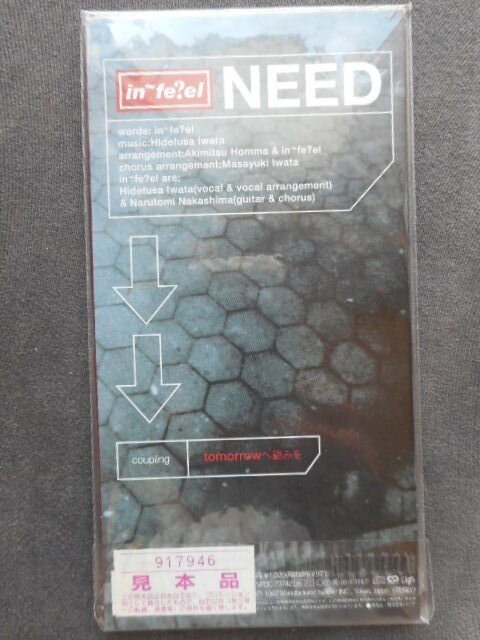 in~fe?el NEED
words: in~fe?el
music:Hidefusa Iwata
arrangement:Akimitsu Homma & in~fe?el
chorus arrangement:Masayuki Iwata
in~fe?el are;
Hidefusa Iwata(vocal & vocal arrangement)
& Narutomi Nakashima(guitar & chorus)
coupling tomorrowへ望みを
917946
見本品